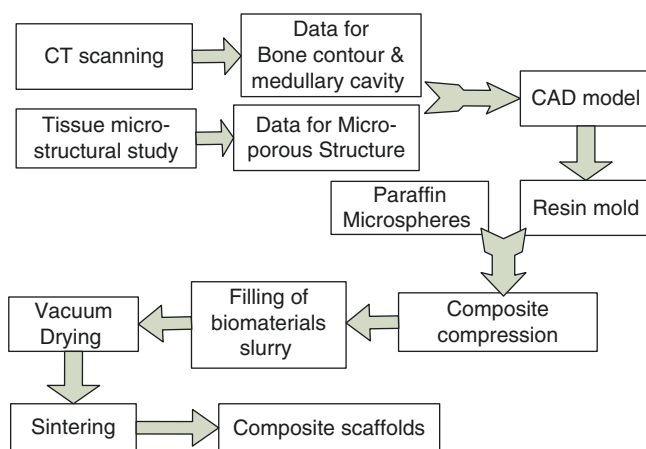 CT scanning
Data for
Bone contour &
medullary cavity
Tissue micro-
structural study
Data for Micro-
porous Structure
CAD model
Paraffin
Microspheres
Resin mold
Composite
compression
Filling of
biomaterials
slurry
Vacuum
Drying
Sintering
Composite scaffolds